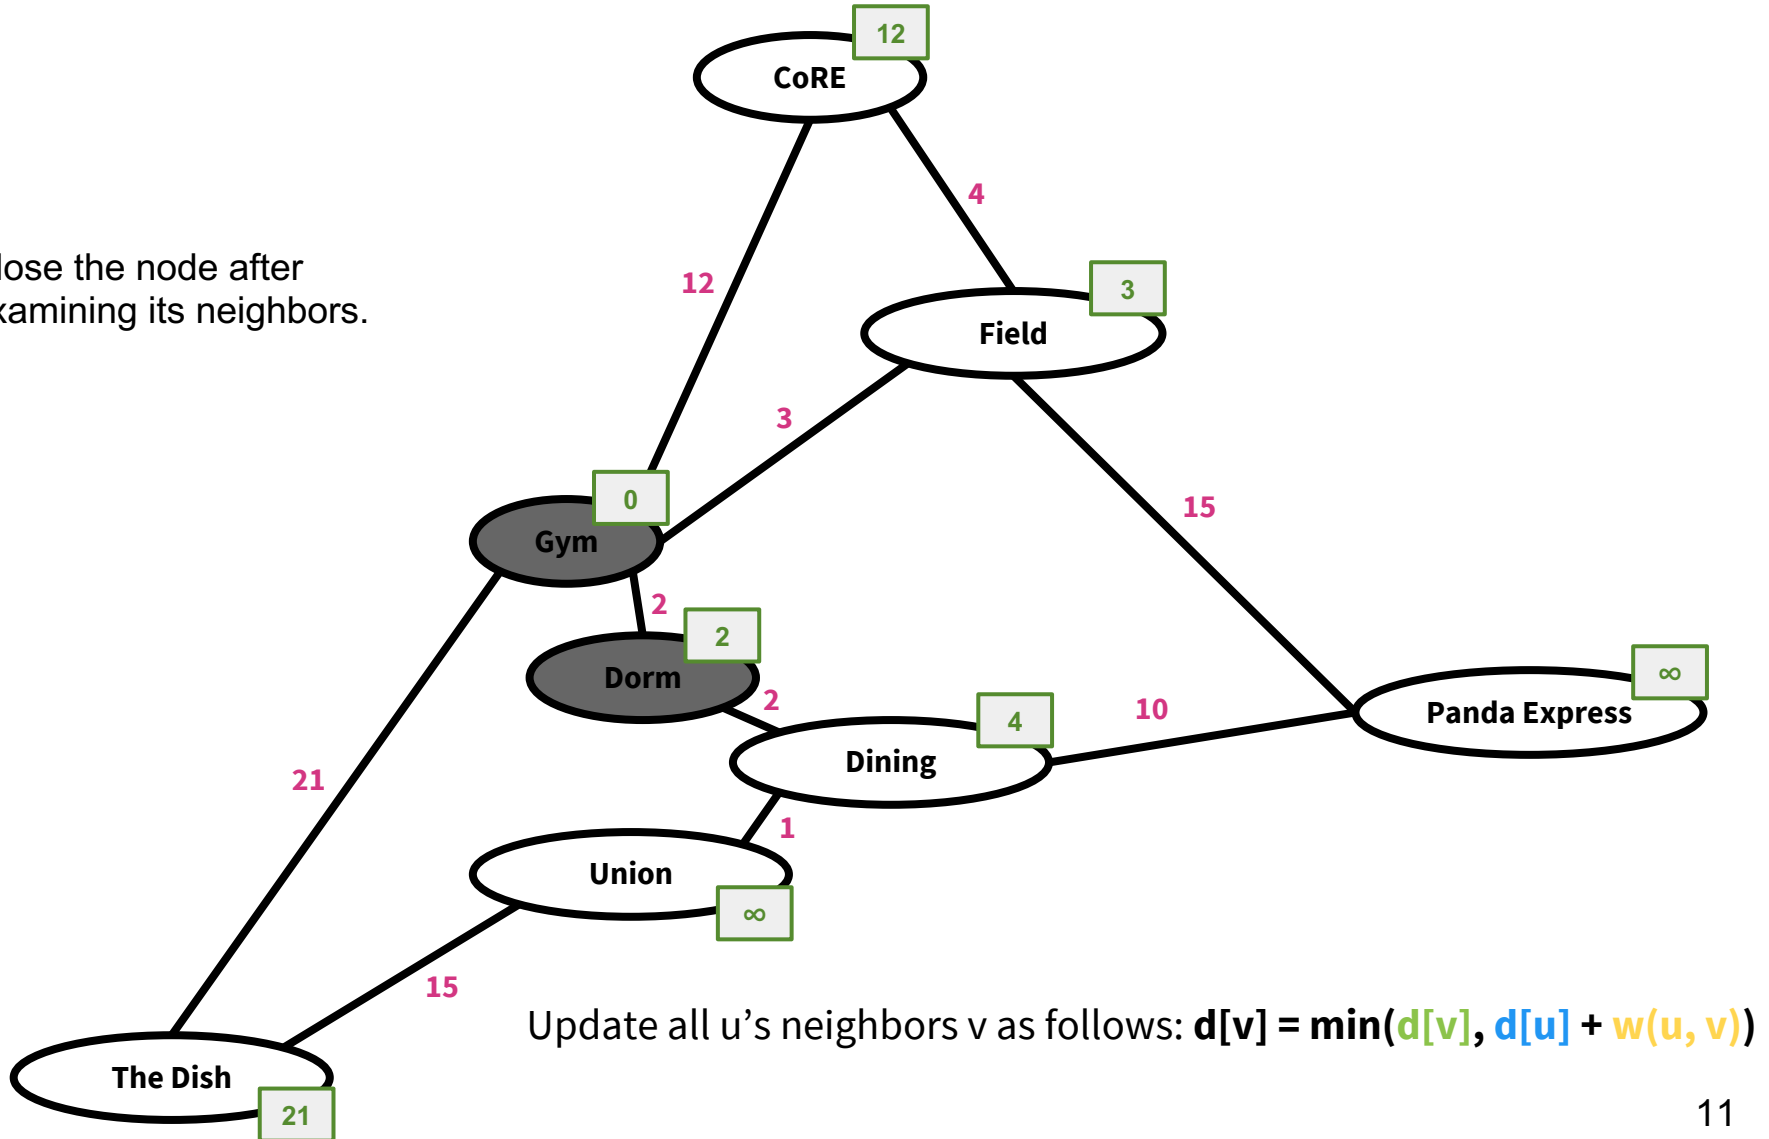 12
CoRE
4
lose the node after
xamining its neighbors.
12
3
Field
3
15
0
Gym
2
2
Dorm
∞
2
10
Panda Express
4
Dining
21
1
Union
∞
15
Update all u's neighbors v as follows: d[v] = min(d[v], d[u] + w(u, v))
The Dish
21
11